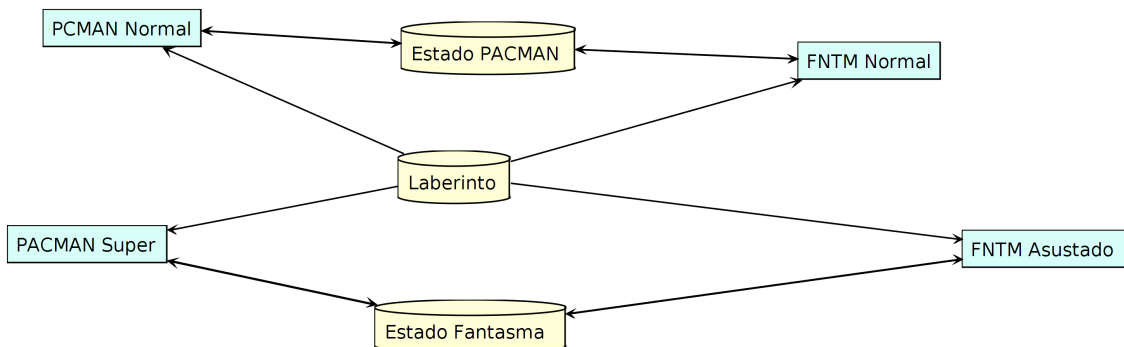 PCMAN Normal
Estado PACMAN
FNTM Normal
Laberinto
PACMAN Super
FNTM Asustado
Estado Fantasma